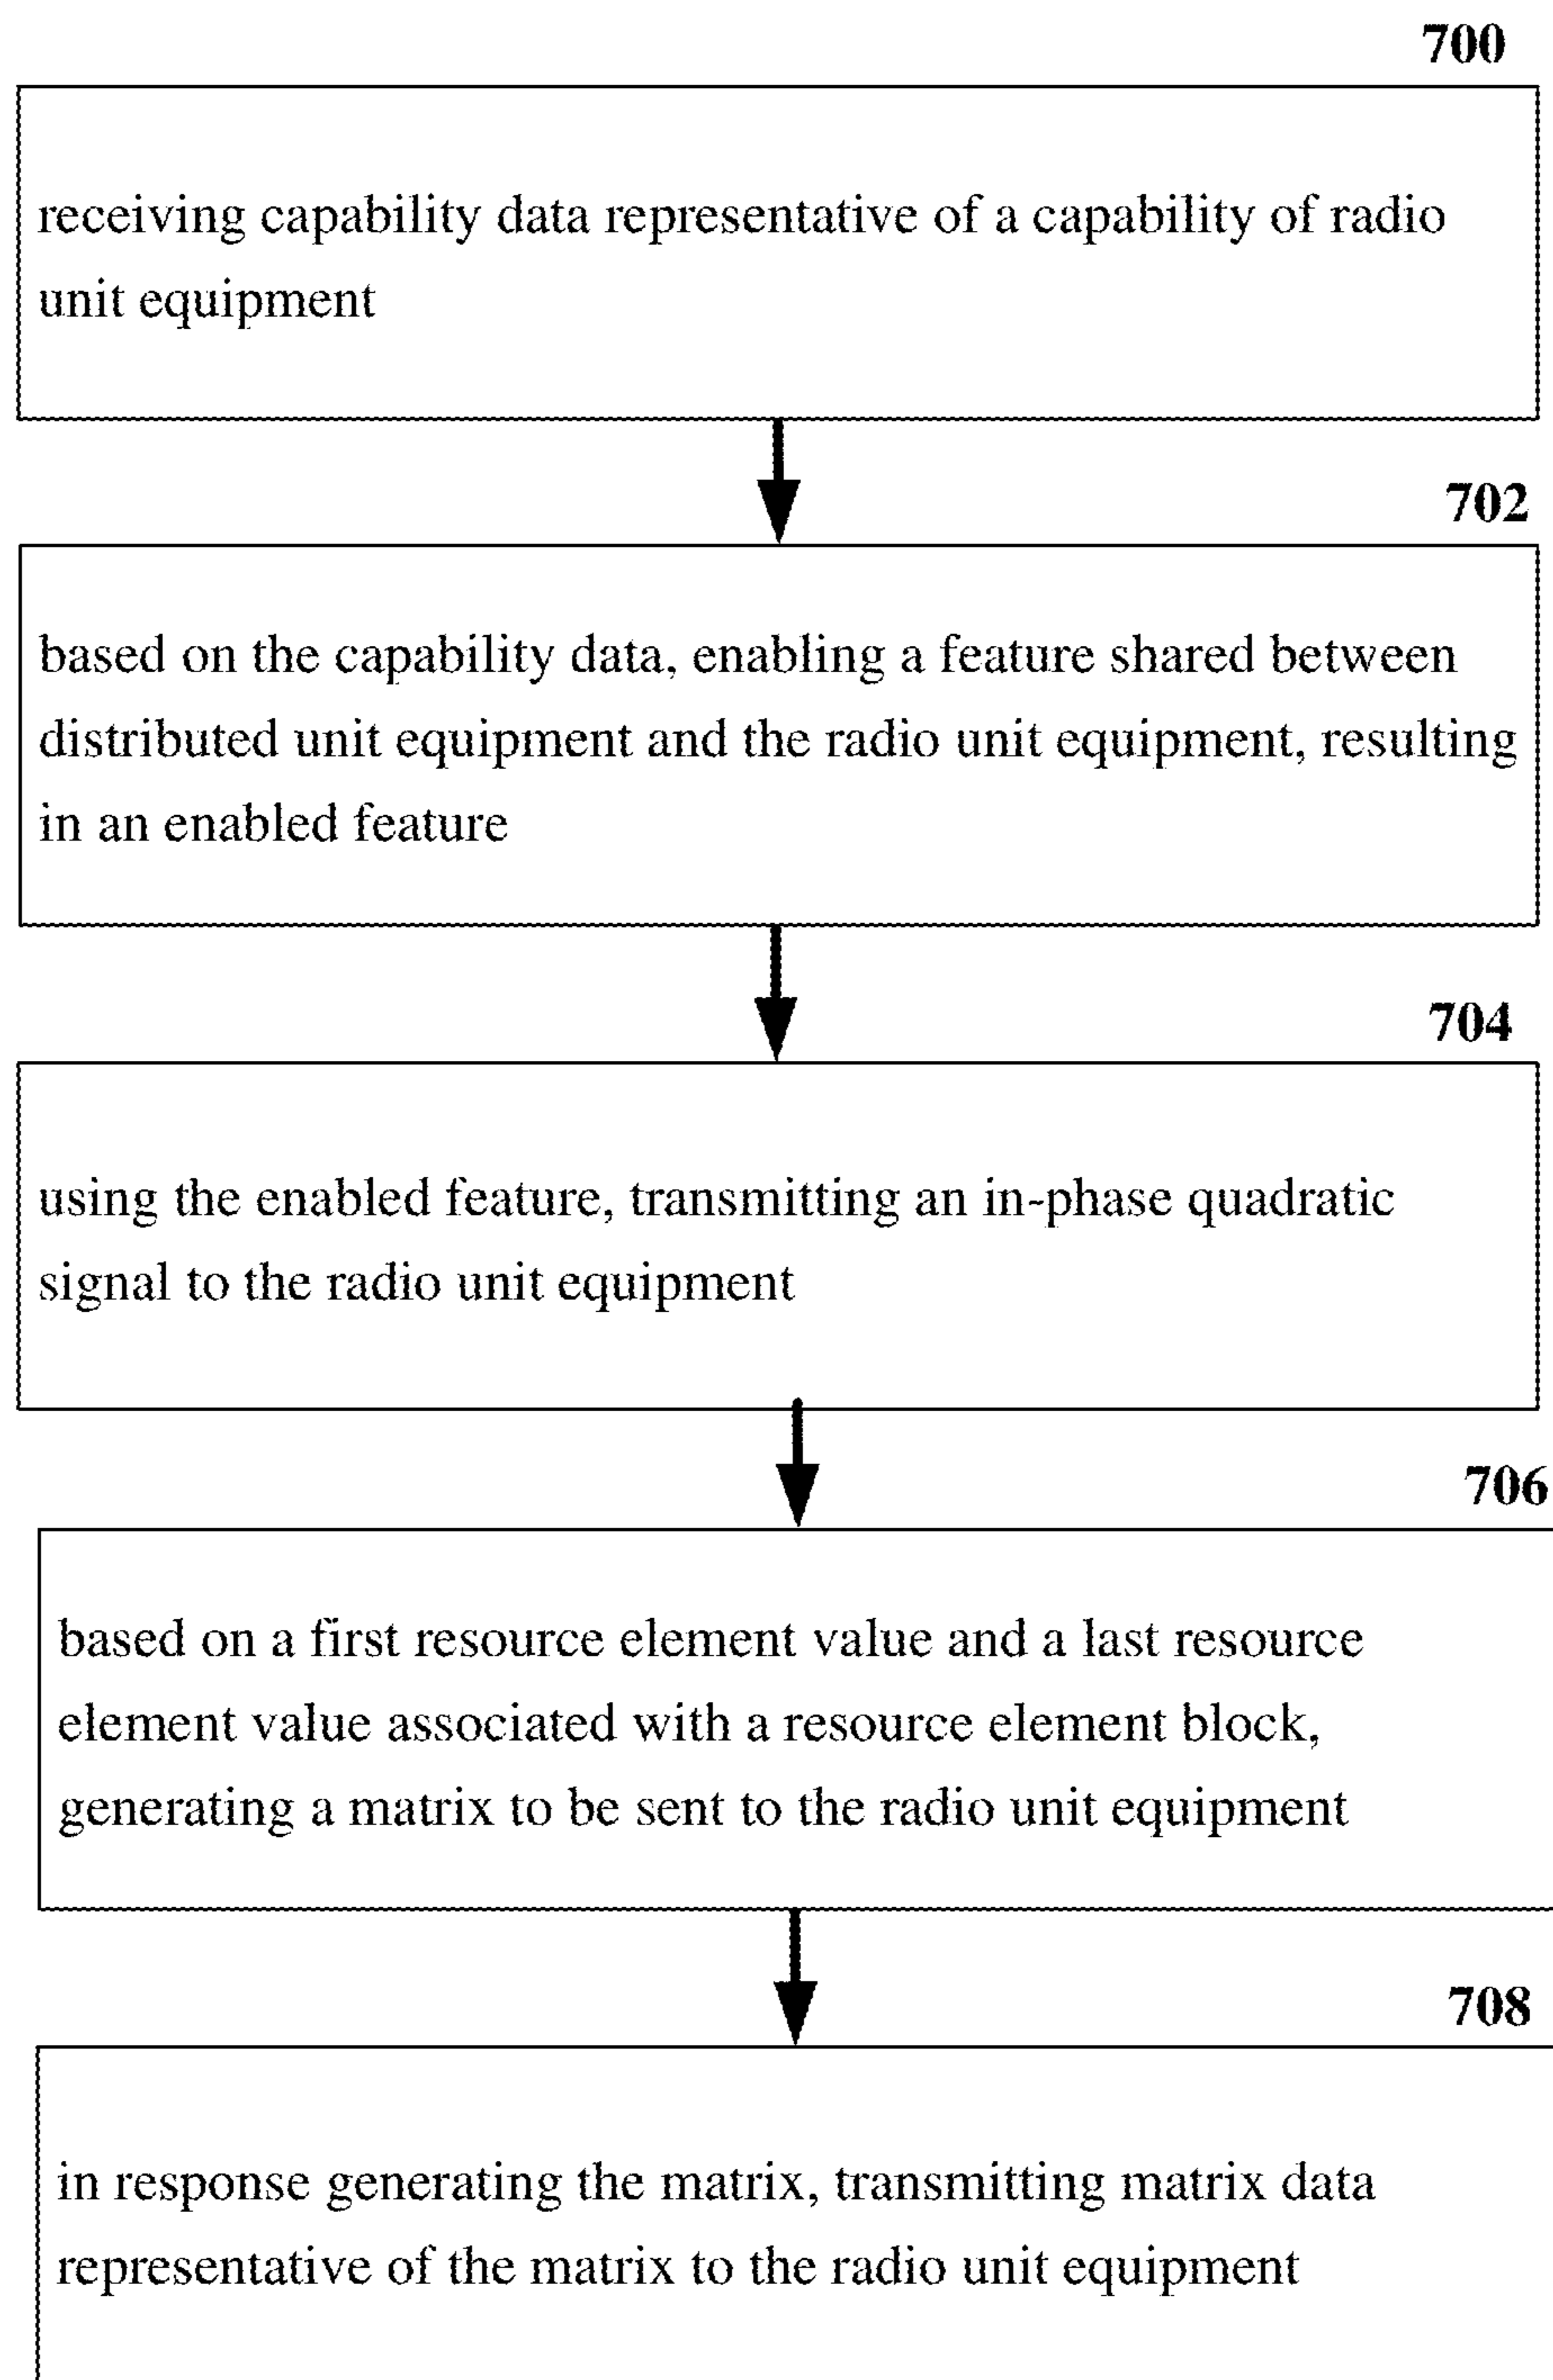 700
receiving capability data representative of a capability of radio
unit equipment
702
based on the capability data, enabling a feature shared between
distributed unit equipment and the radio unit equipment, resulting
in an enabled feature
704
using the enabled feature, transmitting an in-phase quadratic
signal to the radio unit equipment
706
based on a first resource element value and a last resource
element value associated with a resource element block,
generating a matrix to be sent to the radio unit equipment
708
in response generating the matrix, transmitting matrix data
representative of the matrix to the radio unit equipment